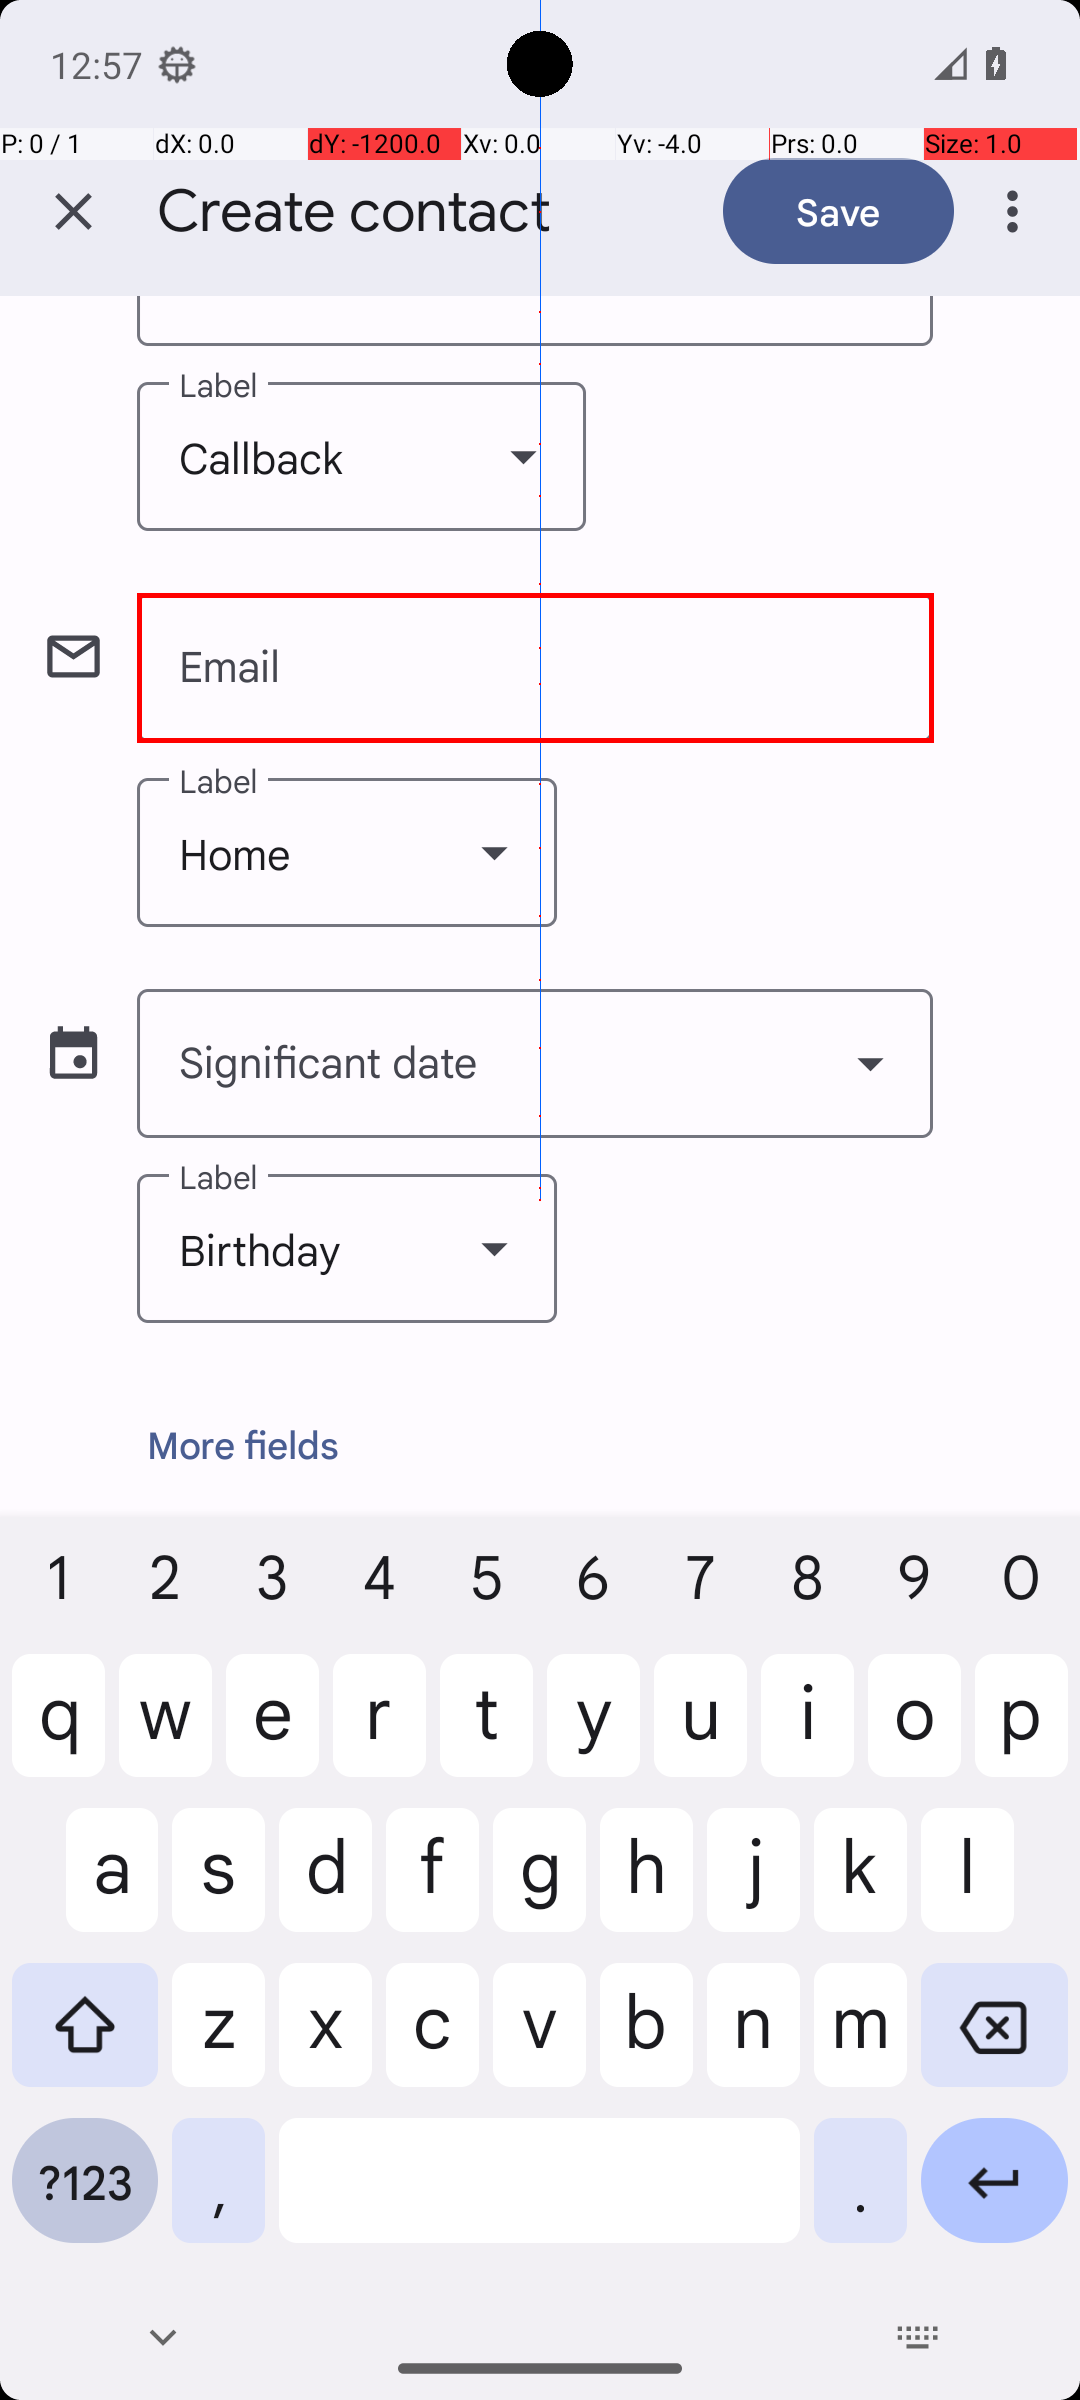 12:57
P: 0 / 1 dX: 0.0 dY: -1200.0 Xv: 0.0 Yv: -4.0 Prs: 0.0 Size: 1.0
Create contact Save
Label
Callback
Email
Label
Home
Significant date
Label
Birthday
More fields
1 2 3 4 5 6 7 8 9 0
q w e r t y u i o p
a s d f g h j k l
z x c v b n m
?123 , .